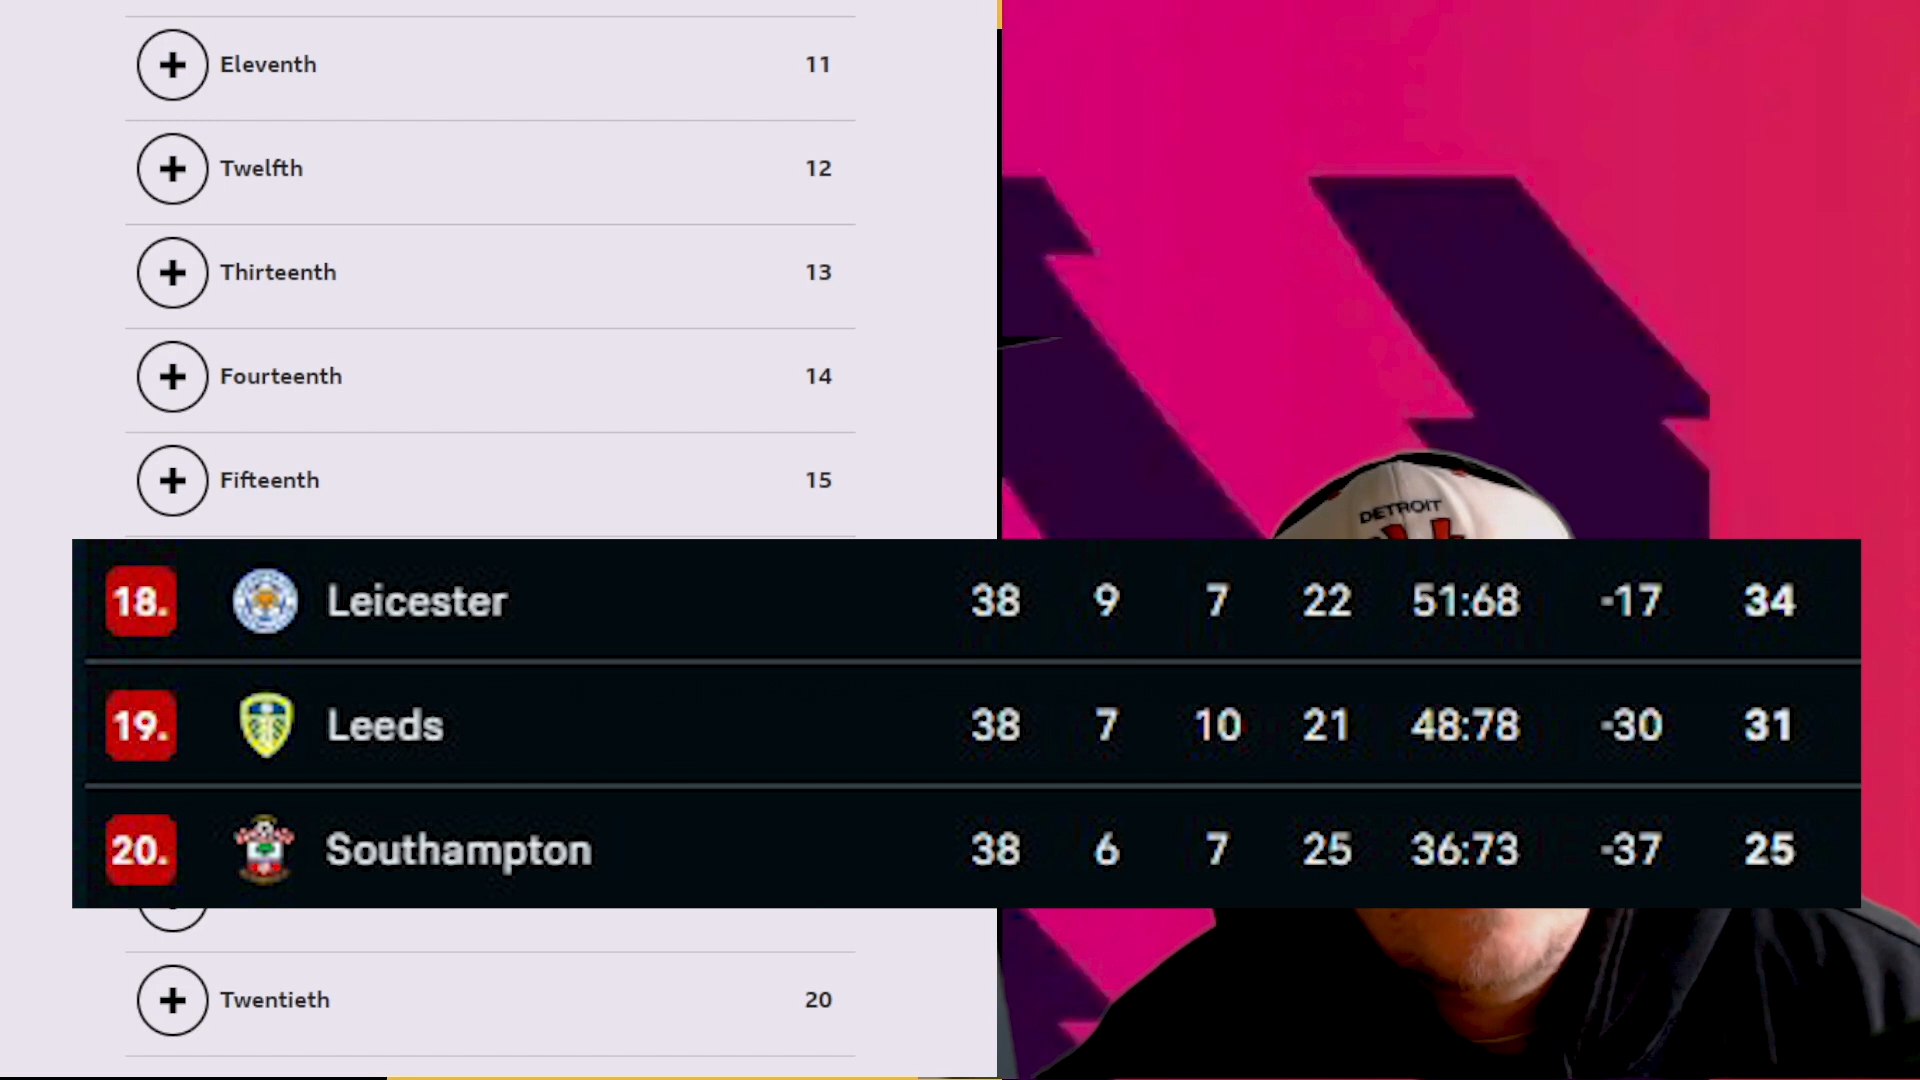 Eleventh 11
Twelfth 12
Thirteenth 13
Fourteenth 14
Fifteenth 15
DETROIT
18. Leicester 38 9 7 22 51:68 -17 34
19. Leeds 38 7 10 21 48:78 -30 31
20. Southampton 38 6 7 25 36:73 -37 25
Twentieth 20